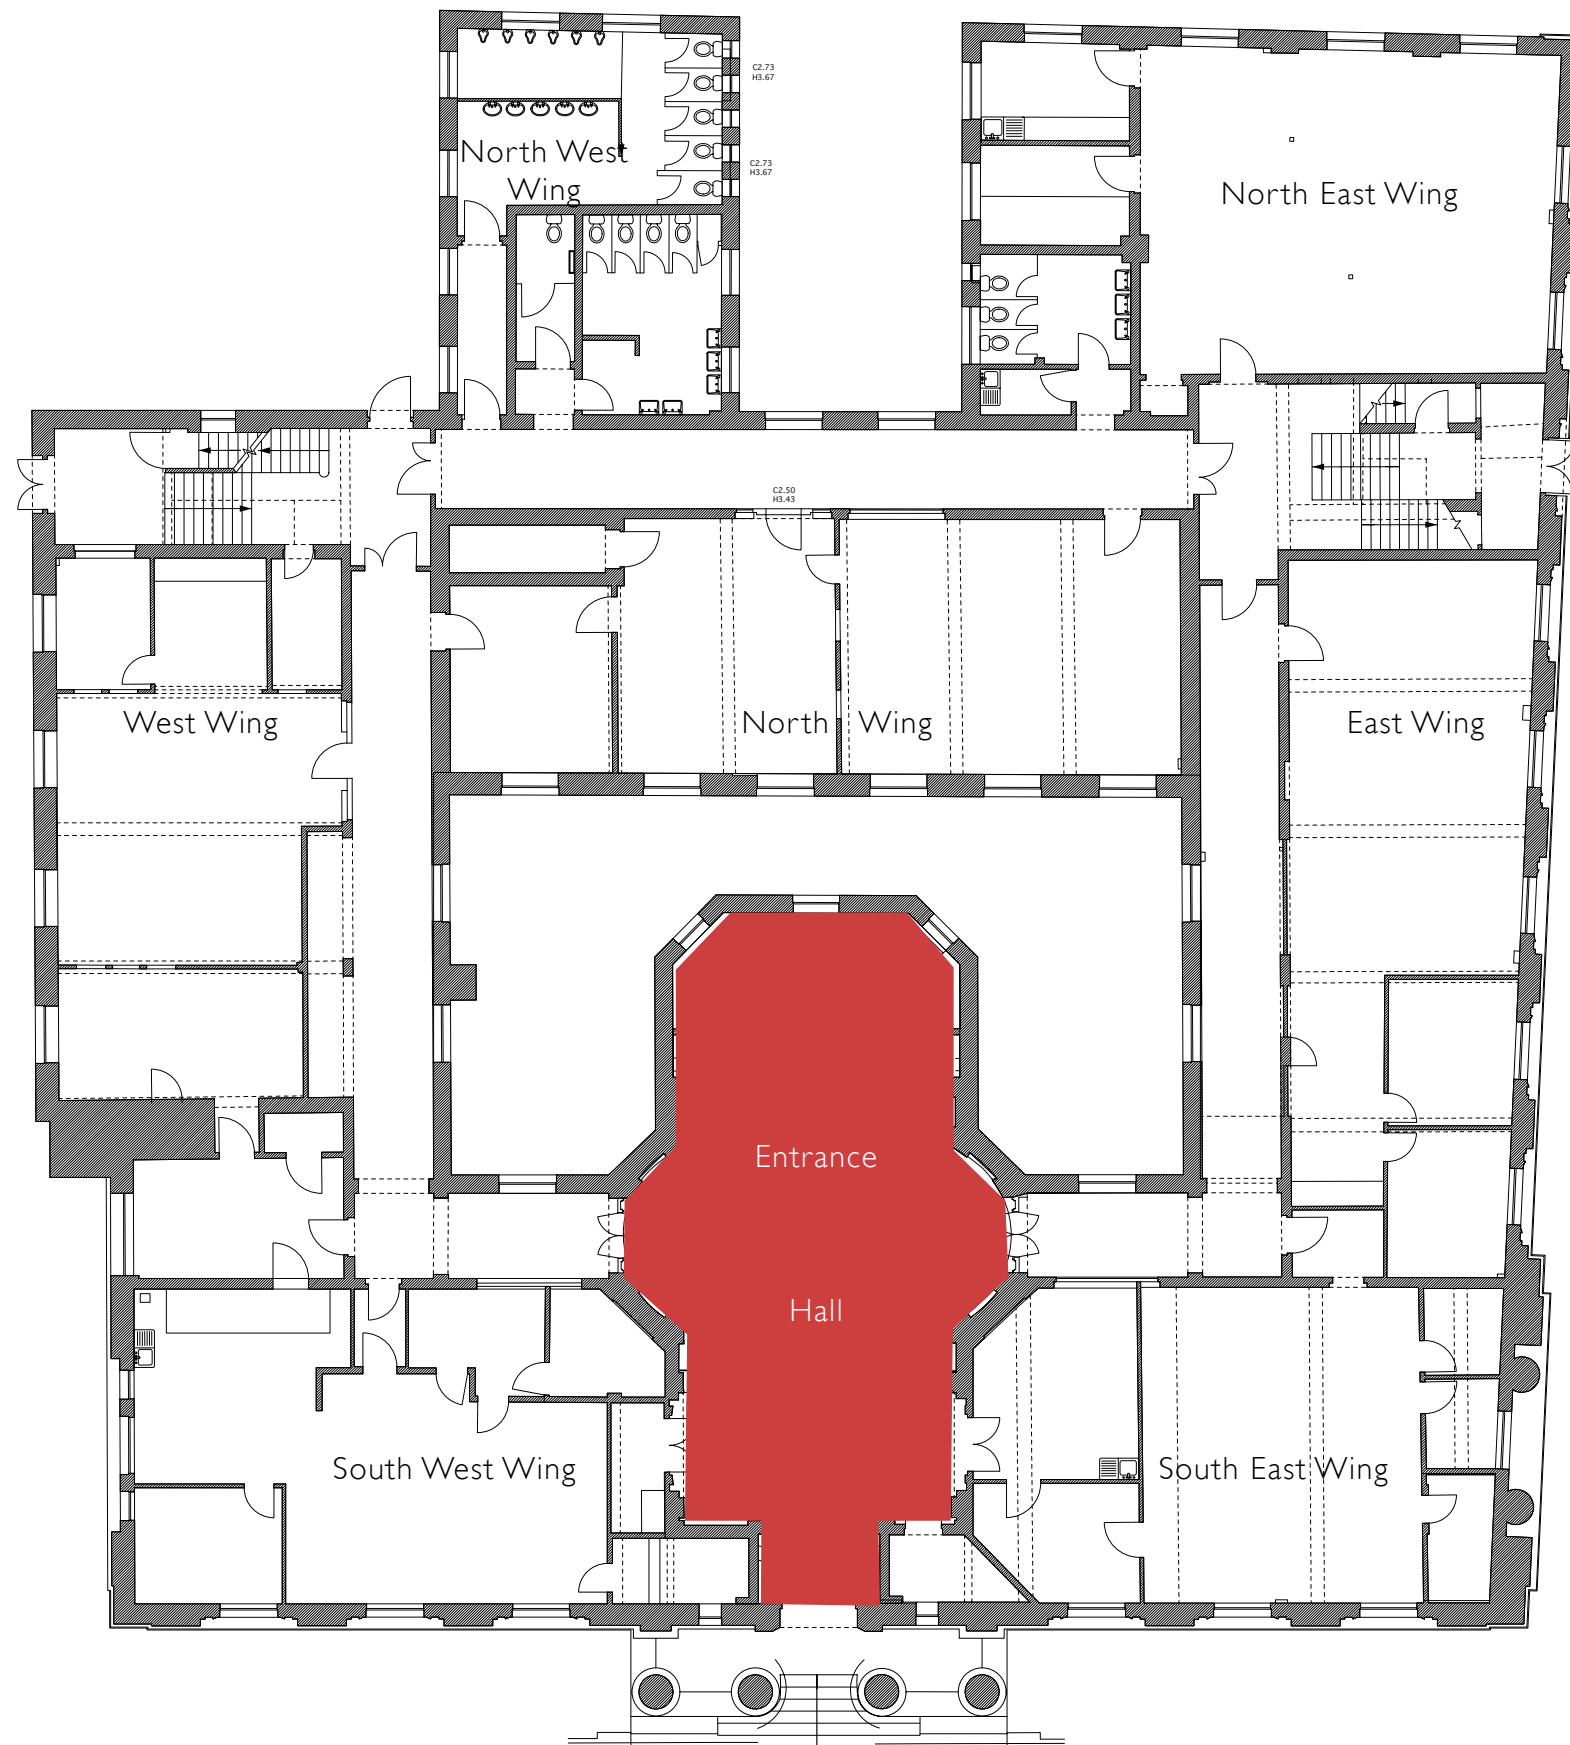 C2.73
H3.67
North West
Wing
C2.73
H3.67
North East Wing
C2.50
H3.43
West Wing
North Wing
East Wing
Entrance
Hall
South West Wing
South East Wing